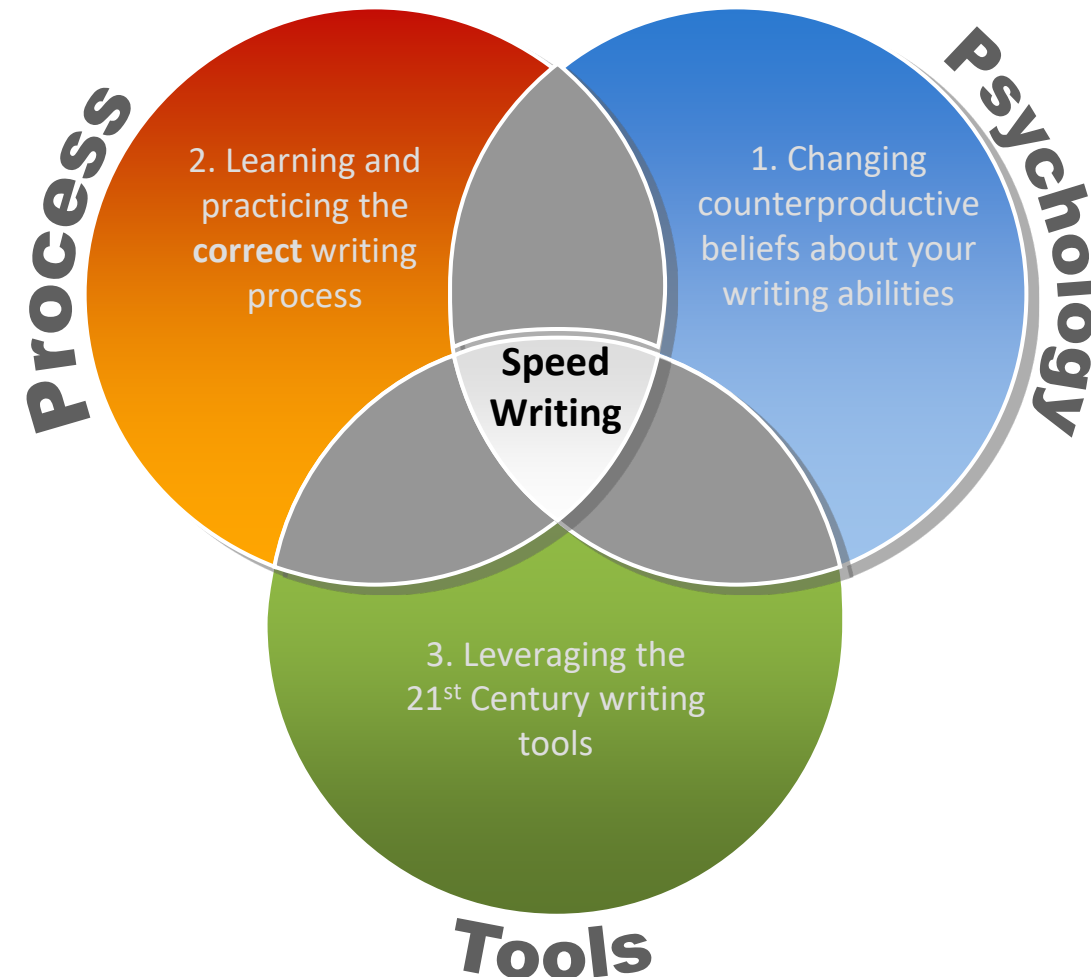 Process
Psychology
2. Learning and
practicing the
correct writing
process
1. Changing
counterproductive
beliefs about your
writing abilities
Speed
Writing
3. Leveraging the
21st Century writing
tools
Tools